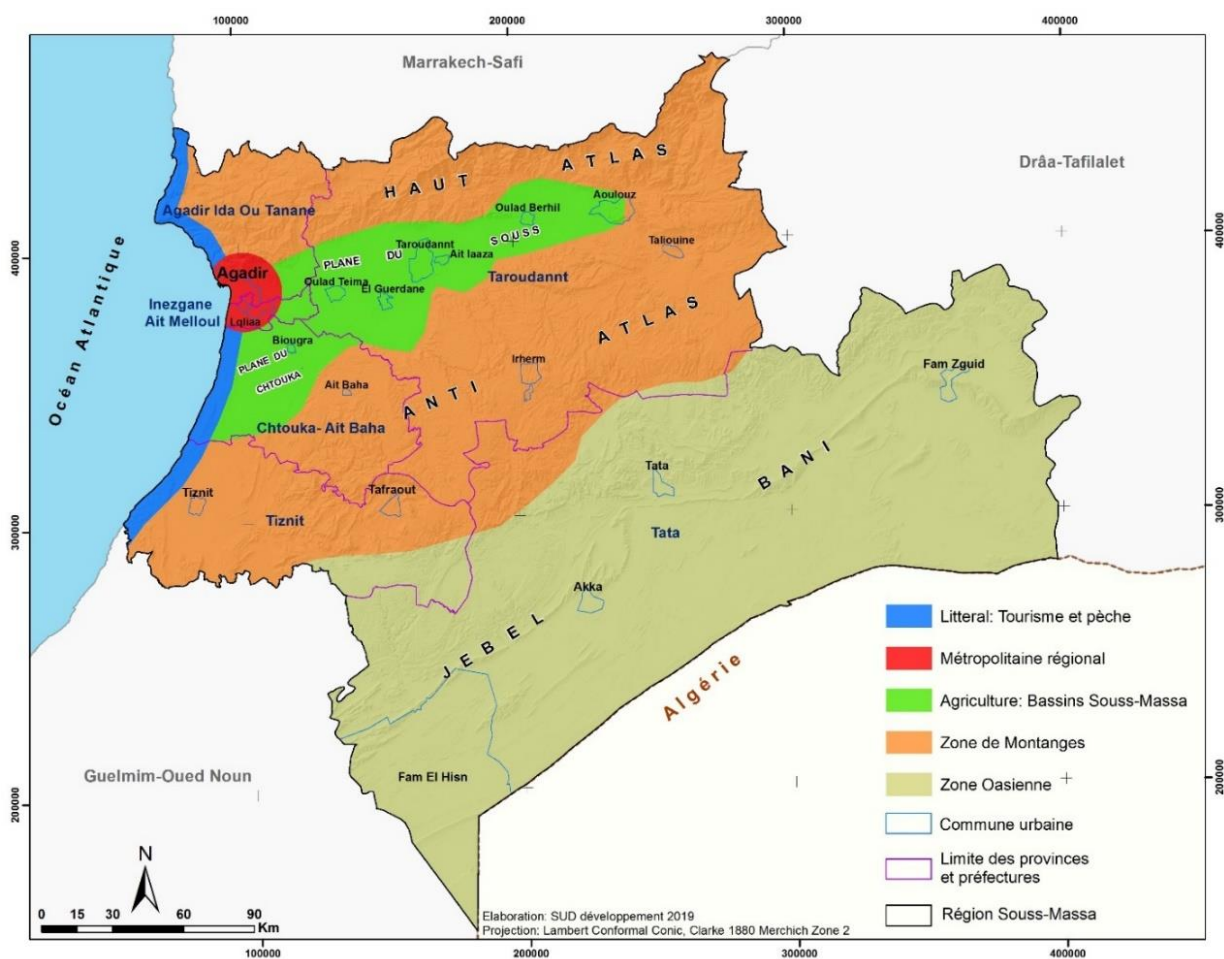 100000
200000
300000
400000
Marrakech-Safi
Drâa-Tafilalet
HAUT ATLAS
Agadir Ida Ou Tanane
Oulad Berhil
Aoulouz
400000
400000
PLANE DU SOUSS
Taroudannt
Ait Iaaza
Taliouine
Agadir
Oulad Teima
El Guerdane
Taroudannt
Océan Atlantique
Inezgane
Ait Melloul
Lqliaa
Biougra
PLANE DU
CHTOUKA
ANTI ATLAS
Irherm
Fam Zguid
Ait Baha
Chtouka- Ait Baha
JEBEL BANI
Tata
Tiznit
Tafraout
Tiznit
Tata
300000
300000
Akka
Algérie
Guelmim-Oued Noun
Fam El Hisn
200000
200000
Litteral: Tourisme et pèche
Métropolitaine régional
Agriculture: Bassins Souss-Massa
Zone de Montanges
Zone Oasienne
Commune urbaine
Limite des provinces
et préfectures
Région Souss-Massa
N
0 15 30 60 90
Km
Elaboration: SUD développement 2019
Projection: Lambert Conformal Conic, Clarke 1880 Merchich Zone 2
100000
200000
300000
400000